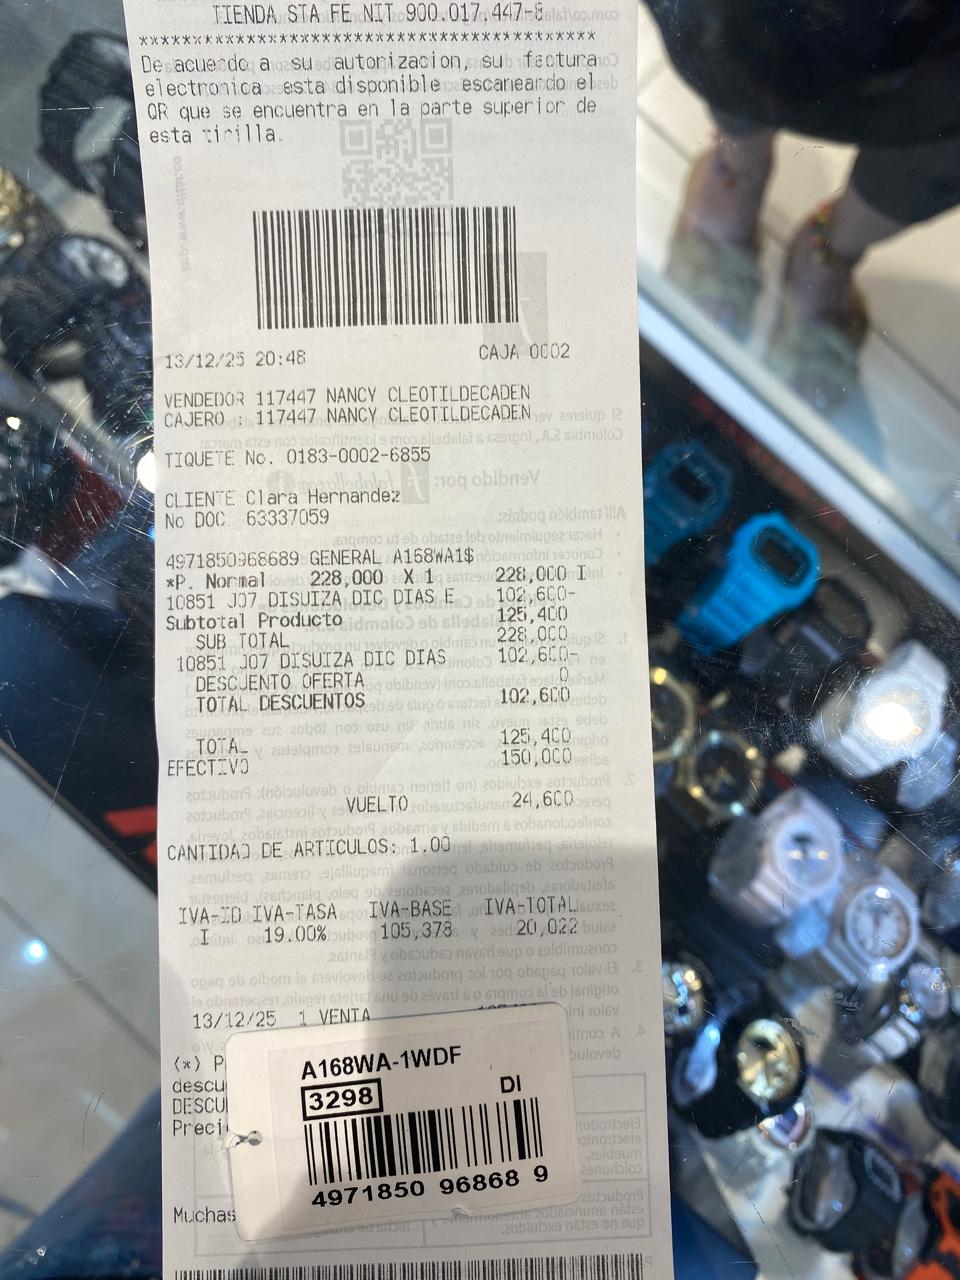 TIENDA STA FE NIT 900.017.447-8
*******************************************
De acuerdo a su autorizacion, su factura
electronica esta disponible escaneando el
QR que se encuentra en la parte superior de
esta tirilla.
13/12/25 20:48 CAJA 0002
VENDEDOR 117447 NANCY CLEOTILDECADEN
CAJERO : 117447 NANCY CLEOTILDECADEN
TIQUETE No. 0183-0002-6855
CLIENTE Clara Hernandez
No DOC 63337059
4971850968689 GENERAL A168WA1$
*P. Normal 228,000 X 1 228,000 I
10851 J07 DISUIZA DIC DIAS E 102,600-
Subtotal Producto 125,400
SUB TOTAL 228,000
10851 J07 DISUIZA DIC DIAS 102,600-
DESCUENTO OFERTA 0
TOTAL DESCUENTOS 102,600
TOTAL 125,400
EFECTIVO 150,000
VUELTO 24,600
CANTIDAD DE ARTICULOS: 1.00
IVA-ID IVA-TASA IVA-BASE IVA-TOTAL
I 19.00% 105,378 20,022
13/12/25 1 VENTA
(*) P
descu
DESCU
Preci
Muchas
A168WA-1WDF
3298 DI
4971850 96868 9